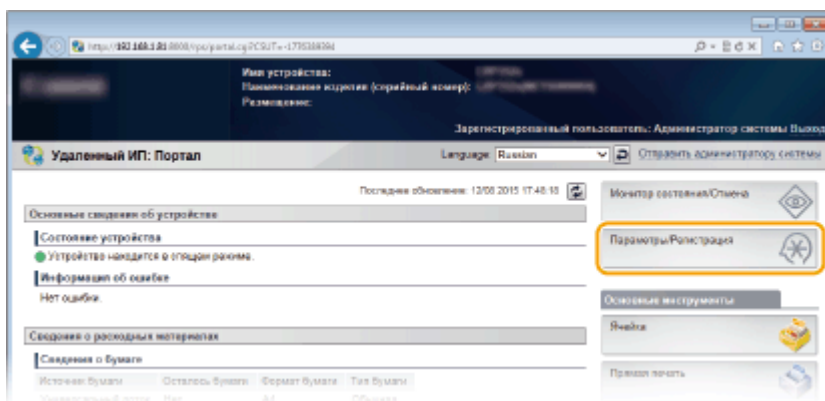 Имя устройства:
Наименование изделия (серийный номер):
Размещение:
Зарегистрированный пользователь: Администратор системы Выход
Удаленный ИП: Портал
Language: Russian
Отправить администратору системы
Последнее обновление: 12/08 2015 17:48:18
Монитор состояния/Отмена
Основные сведения об устройстве
Состояние устройства
Параметры/Регистрация
Устройство находится в спящем режиме.
Информация об ошибке
Нет ошибки.
Основные инструменты
Ячейка
Сведения о расходных материалах
Сведения о бумаге
Прямая печать
Источник бумаги Осталось бумаги Формат бумаги Тип бумаги